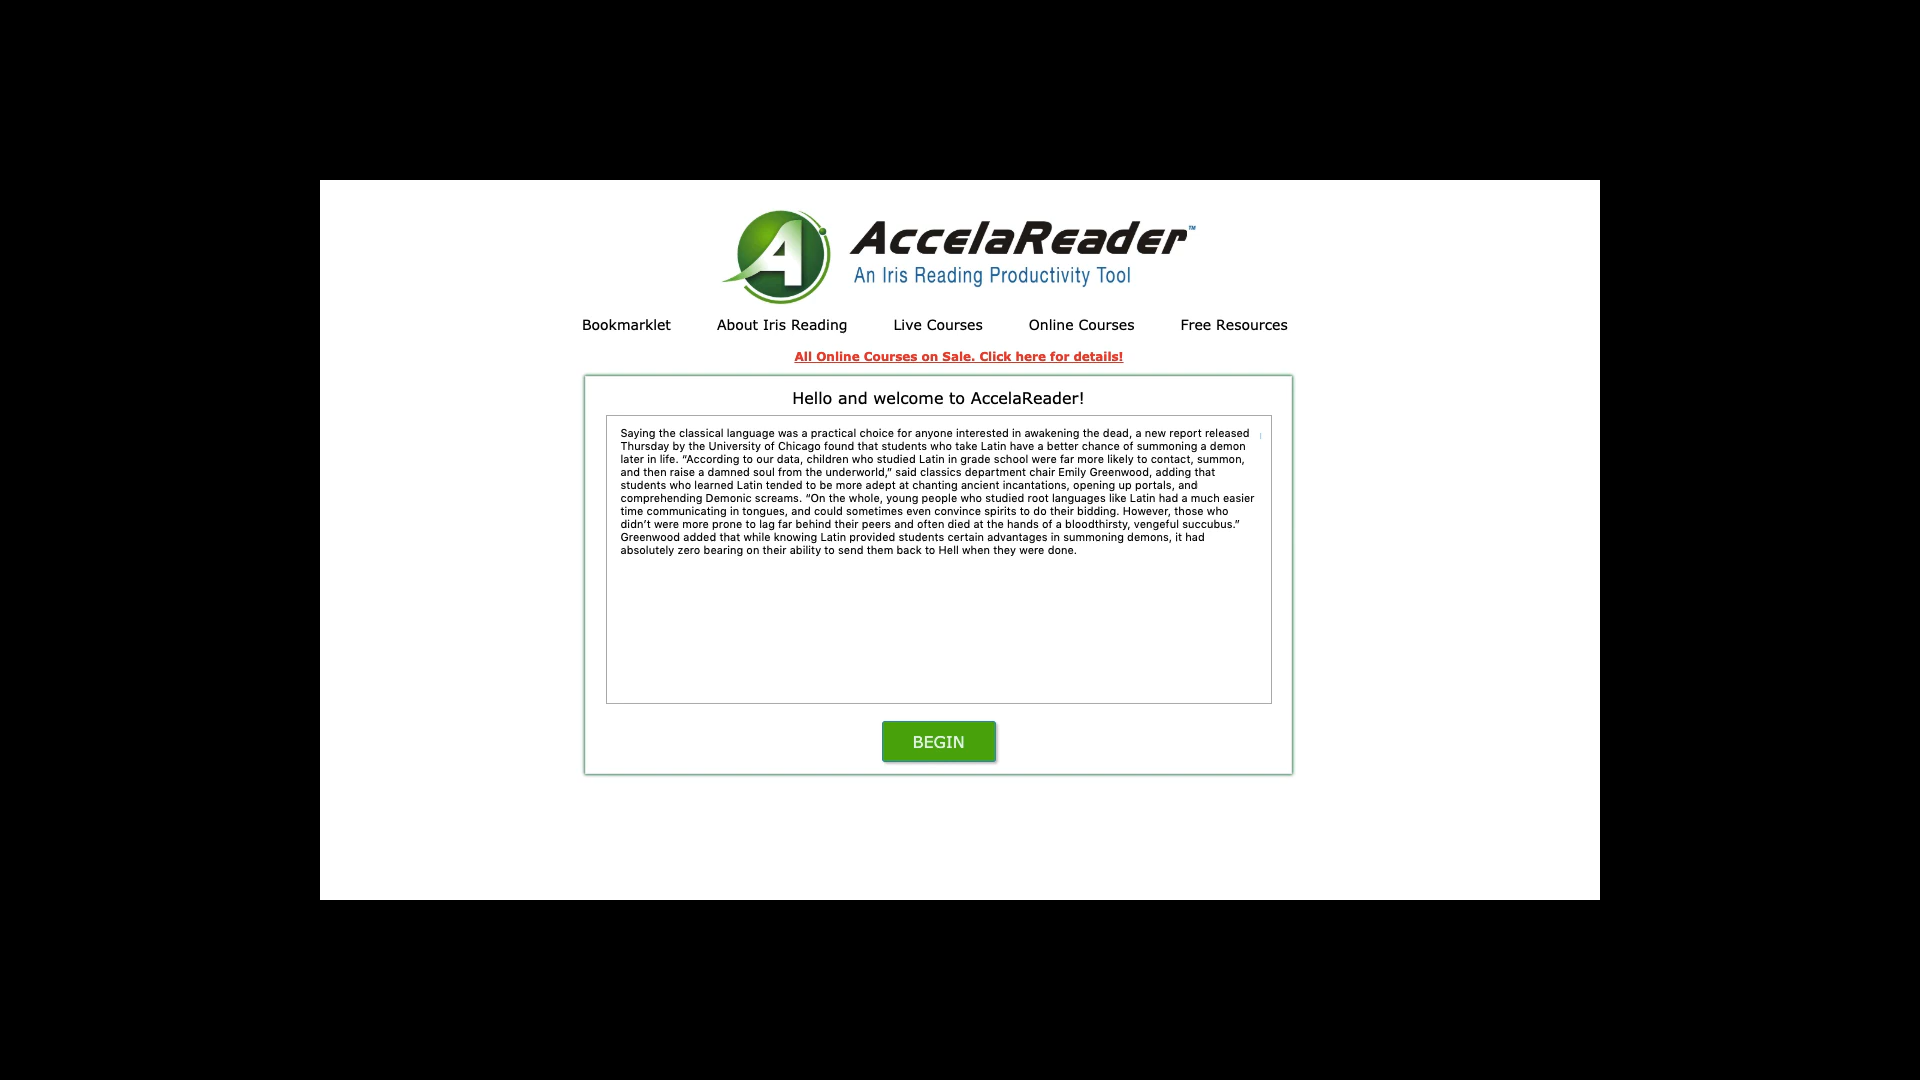 A
AccelaReader™
An Iris Reading Productivity Tool
Bookmarklet About Iris Reading Live Courses Online Courses Free Resources
All Online Courses on Sale. Click here for details!
Hello and welcome to AccelaReader!
Saying the classical language was a practical choice for anyone interested in awakening the dead, a new report released
Thursday by the University of Chicago found that students who take Latin have a better chance of summoning a demon
later in life. “According to our data, children who studied Latin in grade school were far more likely to contact, summon,
and then raise a damned soul from the underworld,” said classics department chair Emily Greenwood, adding that
students who learned Latin tended to be more adept at chanting ancient incantations, opening up portals, and
comprehending Demonic screams. “On the whole, young people who studied root languages like Latin had a much easier
time communicating in tongues, and could sometimes even convince spirits to do their bidding. However, those who
didn’t were more prone to lag far behind their peers and often died at the hands of a bloodthirsty, vengeful succubus.”
Greenwood added that while knowing Latin provided students certain advantages in summoning demons, it had
absolutely zero bearing on their ability to send them back to Hell when they were done.
BEGIN